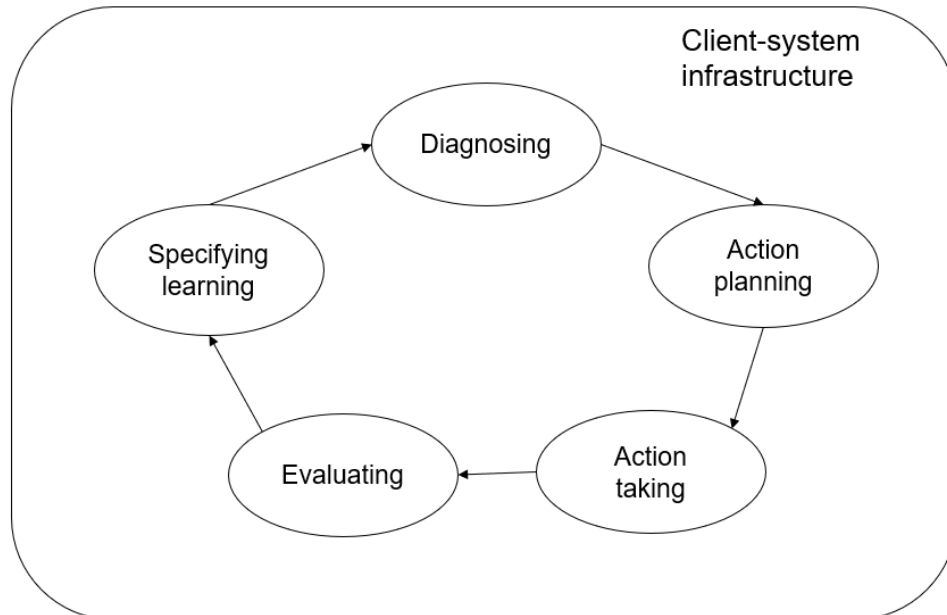 Client-system
infrastructure
Diagnosing
Action
planning
Action
taking
Evaluating
Specifying
learning